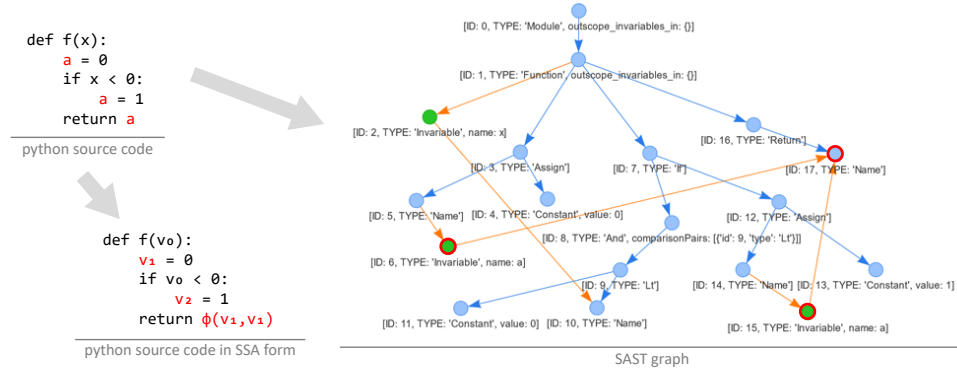 def f(x):
a = 0
if x < 0:
a = 1
return a
python source code
def f(v₀):
v₁ = 0
if v₀ < 0:
v₂ = 1
return ϕ(v₁,v₁)
python source code in SSA form
[ID: 0, TYPE: 'Module', outscope_invariables_in: {}]
[ID: 1, TYPE: 'Function', outscope_invariables_in: {}]
[ID: 2, TYPE: 'Invariable', name: x]
[ID: 16, TYPE: 'Return']
[ID: 3, TYPE: 'Assign']
[ID: 7, TYPE: 'If']
[ID: 17, TYPE: 'Name']
[ID: 5, TYPE: 'Name']
[ID: 4, TYPE: 'Constant', value: 0]
[ID: 12, TYPE: 'Assign']
[ID: 8, TYPE: 'And', comparisonPairs: [{'id': 9, 'type': 'Lt'}]]
[ID: 6, TYPE: 'Invariable', name: a]
[ID: 9, TYPE: 'Lt']
[ID: 14, TYPE: 'Name']
[ID: 13, TYPE: 'Constant', value: 1]
[ID: 11, TYPE: 'Constant', value: 0]
[ID: 10, TYPE: 'Name']
[ID: 15, TYPE: 'Invariable', name: a]
SAST graph